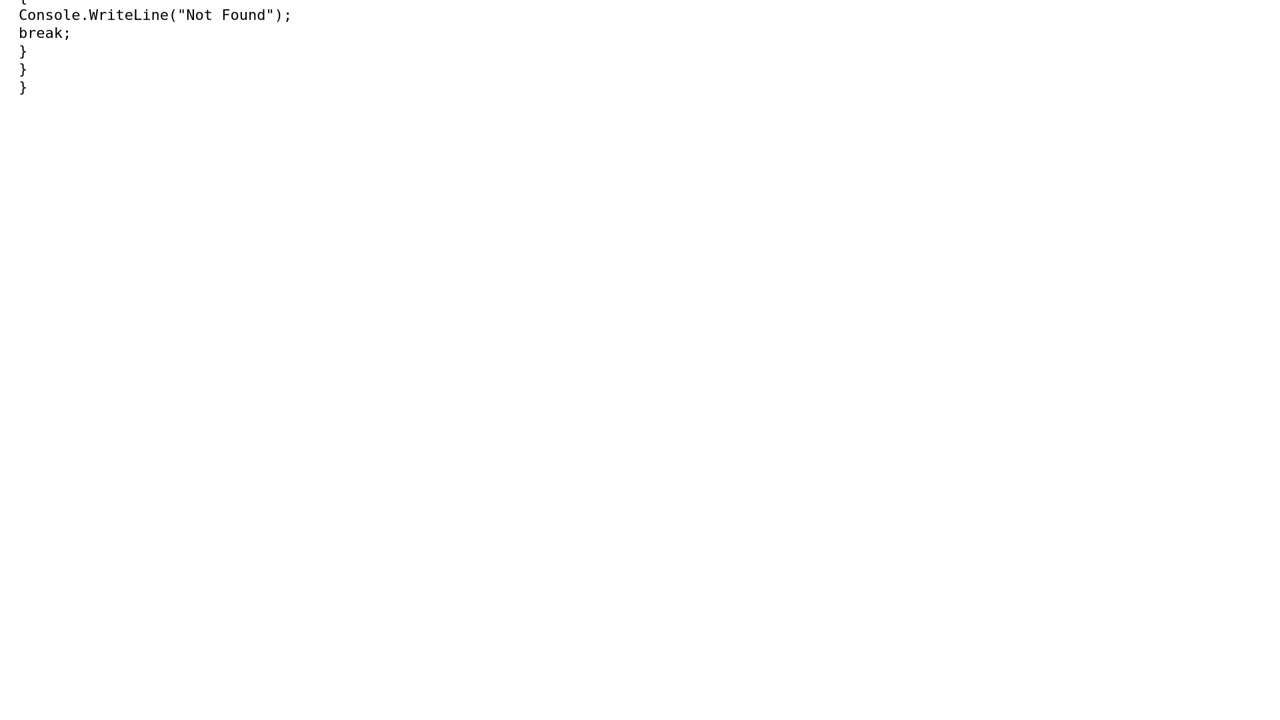 {
Console.WriteLine("Not Found");
break;
}
}
}